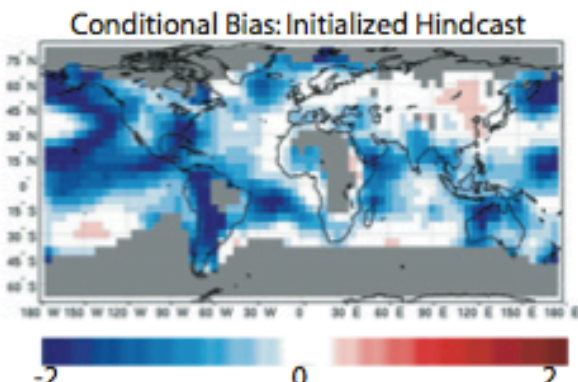 Conditional Bias: Initialized Hindcast
75° N
60° N
45° N
30° N
15° N
0°
15° S
30° S
45° S
60° S
180 W 150 W 120 W 90 W 60 W 30 W 0 30 E 60 E 90 E 120 E 150 E 180 E
-2 0 2